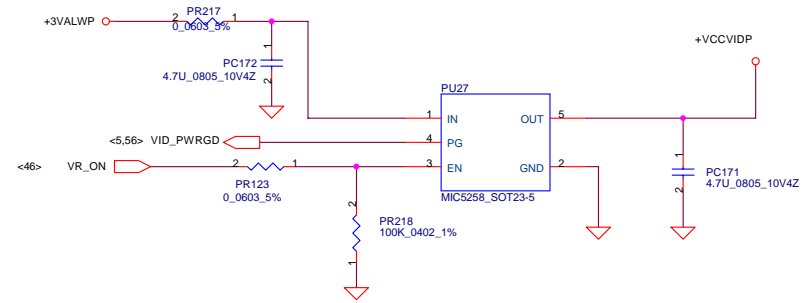 PR217
+3VALWP 2 1
0_0603_5%
+VCCVIDP
1
PC172
4.7U_0805_10V4Z
2
PU27
1 IN OUT 5
<5,56> VID_PWRGD 4 PG
<46> VR_ON 2 1 3 EN GND 2
PR123
0_0603_5%
MIC5258_SOT23-5
1
PC171
4.7U_0805_10V4Z
2
2
PR218
100K_0402_1%
1